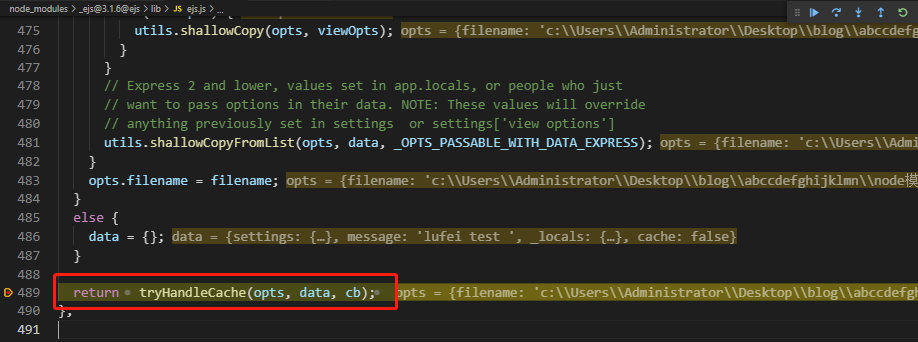 node_modules > _ejs@3.1.6@ejs > lib > JS ejs.js > ...
475 utils.shallowCopy(opts, viewOpts); opts = {filename: 'c:\\Users\\Administrator\\Desktop\\blog\\abccdefg
476 }
477 }
478 // Express 2 and lower, values set in app.locals, or people who just
479 // want to pass options in their data. NOTE: These values will override
480 // anything previously set in settings  or settings['view options']
481 utils.shallowCopyFromList(opts, data, _OPTS_PASSABLE_WITH_DATA_EXPRESS); opts = {filename: 'c:\\Users\\Admi
482 }
483 opts.filename = filename; opts = {filename: 'c:\\Users\\Administrator\\Desktop\\blog\\abccdefghijklmn\\node模
484 }
485 else {
486 data = {}; data = {settings: {…}, message: 'lufei test ', _locals: {…}, cache: false}
487 }
488
489 return tryHandleCache(opts, data, cb); opts = {filename: 'c:\\Users\\Administrator\\Desktop\\blog\\abccdefgh
490 };
491